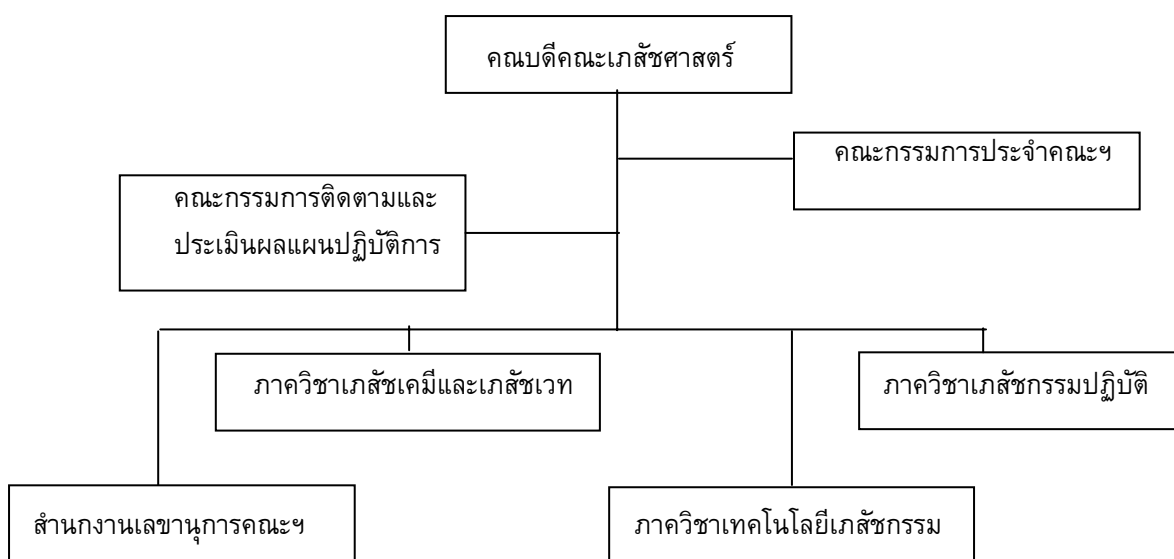 คณบดีคณะเภสัชศาสตร์
คณะกรรมการประจำคณะฯ
คณะกรรมการติดตามและ
ประเมินผลแผนปฏิบัติการ
ภาควิชาเภสัชเคมีและเภสัชเวท
ภาควิชาเภสัชกรรมปฏิบัติ
สำนกงานเลขานุการคณะฯ
ภาควิชาเทคโนโลยีเภสัชกรรม